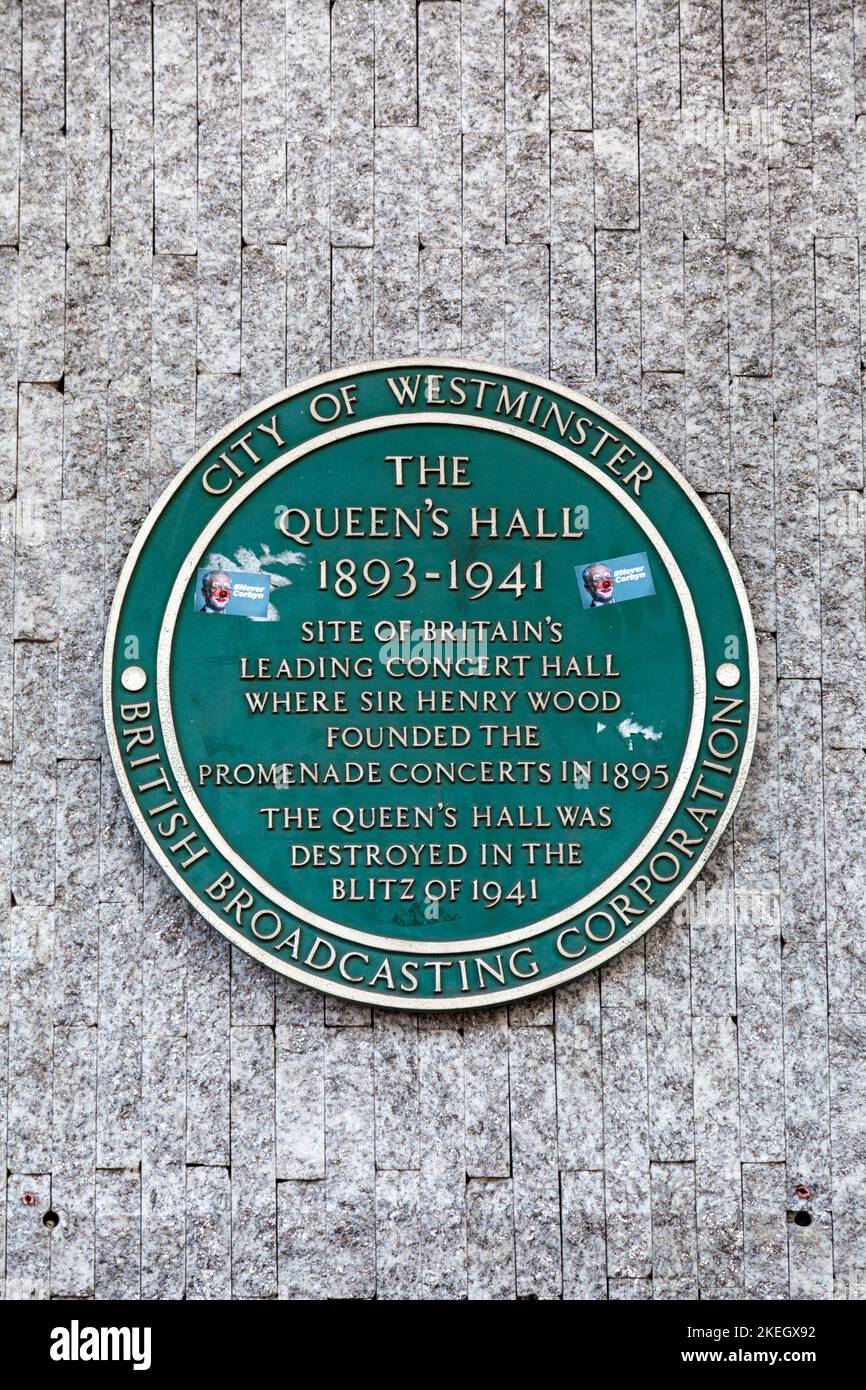 CITY OF WESTMINSTER
THE
QUEEN'S HALL
1893-1941
#Never
Corbyn
#Never
Corbyn
SITE OF BRITAIN'S
LEADING CONCERT HALL
WHERE SIR HENRY WOOD
FOUNDED THE
PROMENADE CONCERTS IN 1895
THE QUEEN'S HALL WAS
DESTROYED IN THE
BLITZ OF 1941
BRITISH BROADCASTING CORPORATION
alamy
Image ID: 2KEGX92
www.alamy.com